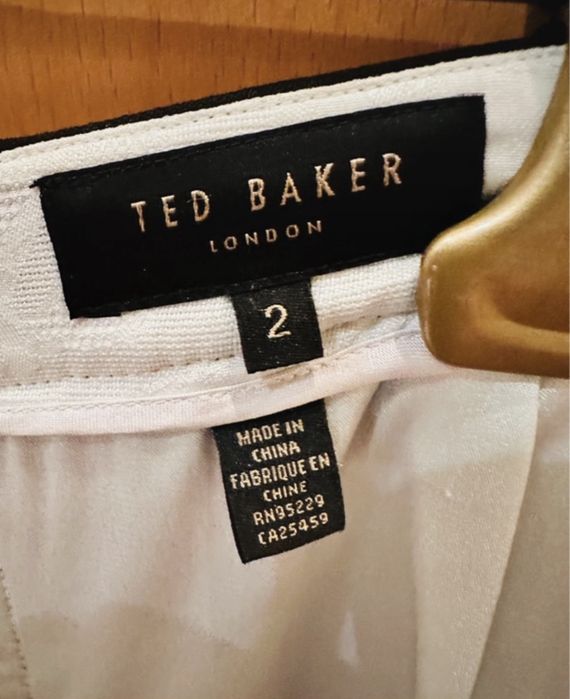 TED BAKER
LONDON
2
MADE IN
CHINA
FABRIQUE EN
CHINE
RN95229
CA25459